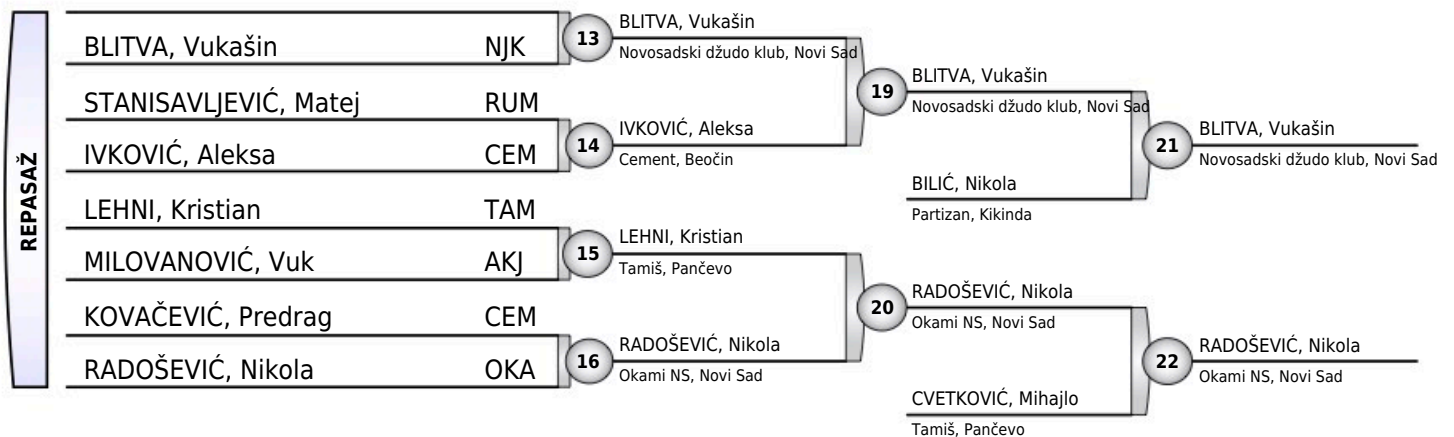 REPASAŽ
BLITVA, Vukašin NJK
STANISAVLJEVIĆ, Matej RUM
IVKOVIĆ, Aleksa CEM
LEHNI, Kristian TAM
MILOVANOVIĆ, Vuk AKJ
KOVAČEVIĆ, Predrag CEM
RADOŠEVIĆ, Nikola OKA
13
BLITVA, Vukašin
Novosadski džudo klub, Novi Sad
14
IVKOVIĆ, Aleksa
Cement, Beočin
15
LEHNI, Kristian
Tamiš, Pančevo
16
RADOŠEVIĆ, Nikola
Okami NS, Novi Sad
19
BLITVA, Vukašin
Novosadski džudo klub, Novi Sad
BILIĆ, Nikola
Partizan, Kikinda
20
RADOŠEVIĆ, Nikola
Okami NS, Novi Sad
CVETKOVIĆ, Mihajlo
Tamiš, Pančevo
21
BLITVA, Vukašin
Novosadski džudo klub, Novi Sad
22
RADOŠEVIĆ, Nikola
Okami NS, Novi Sad